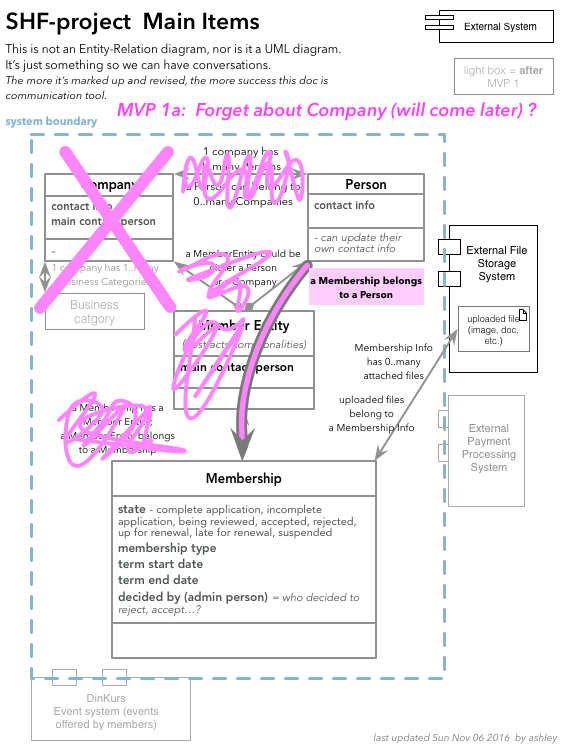 SHF-project Main Items
External System
This is not an Entity-Relation diagram, nor is it a UML diagram.
It's just something so we can have conversations.
The more it's marked up and revised, the more success this doc is
communication tool.
light box = after
MVP 1
MVP 1a: Forget about Company (will come later) ?
system boundary
1 company has
a Person can belong to
0..many Companies
Company
contact info
main contact person
-
Person
contact info
- can update their
own contact info
1 company has 1..many
Business Categories
Business
catgory
a MemberEntity could be
either a Person
or a Company
a Membership belongs
to a Person
External File
Storage
System
uploaded file
(image, doc,
etc.)
Member Entity
(abstracts commonalities)
main contact person
Membership Info
has 0..many
attached files
uploaded files
belong to
a Membership Info
a Membership has a
Member Entity;
a Member Entity belongs
to a Membership
External
Payment
Processing
System
Membership
state - complete application, incomplete
application, being reviewed, accepted, rejected,
up for renewal, late for renewal, suspended
membership type
term start date
term end date
decided by (admin person) = who decided to
reject, accept...?
DinKurs
Event system (events
offered by members)
last updated Sun Nov 06 2016 by ashley